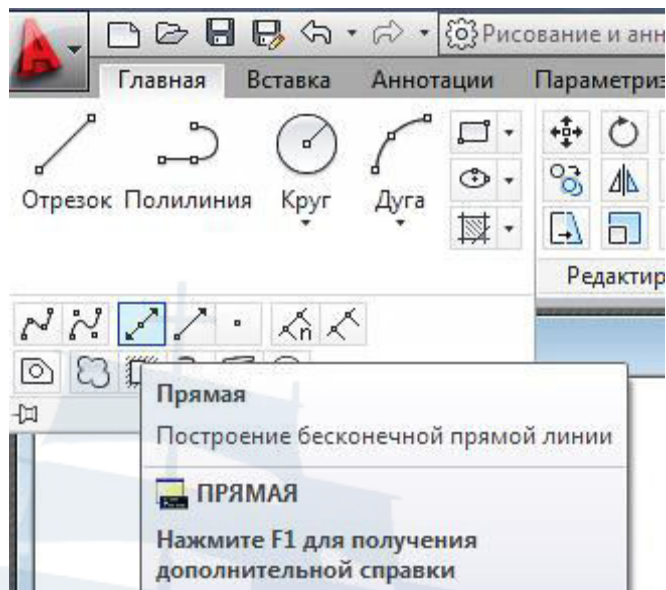 Рисование и анн
Главная Вставка Аннотации Параметриз
Отрезок Полилиния Круг Дуга
Редактир
n
Прямая
Построение бесконечной прямой линии
ПРЯМАЯ
Нажмите F1 для получения
дополнительной справки